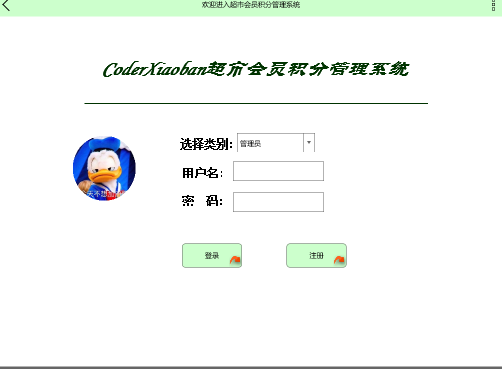 欢迎进入超市会员积分管理系统
CoderXiaoban超市会员积分管理系统
选择类别:
管理员
用户名:
密 码:
登录
注册